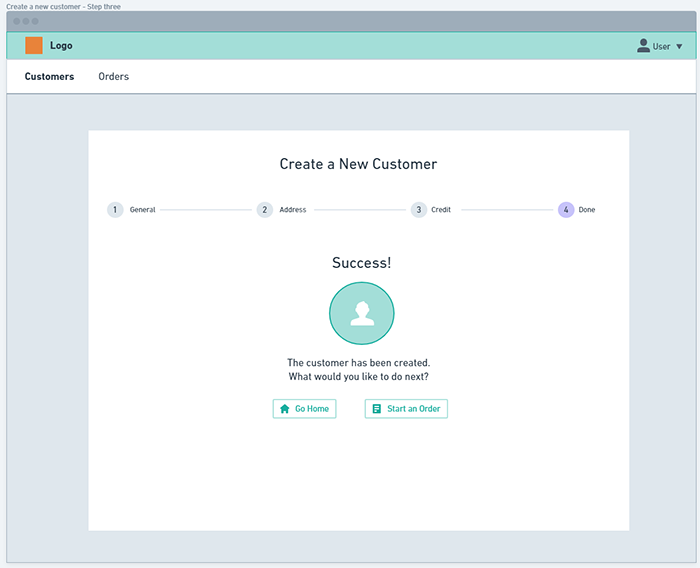 Create a new customer - Step three
Logo
User
Customers Orders
Create a New Customer
1 General 2 Address 3 Credit 4 Done
Success!
The customer has been created.
What would you like to do next?
Go Home Start an Order